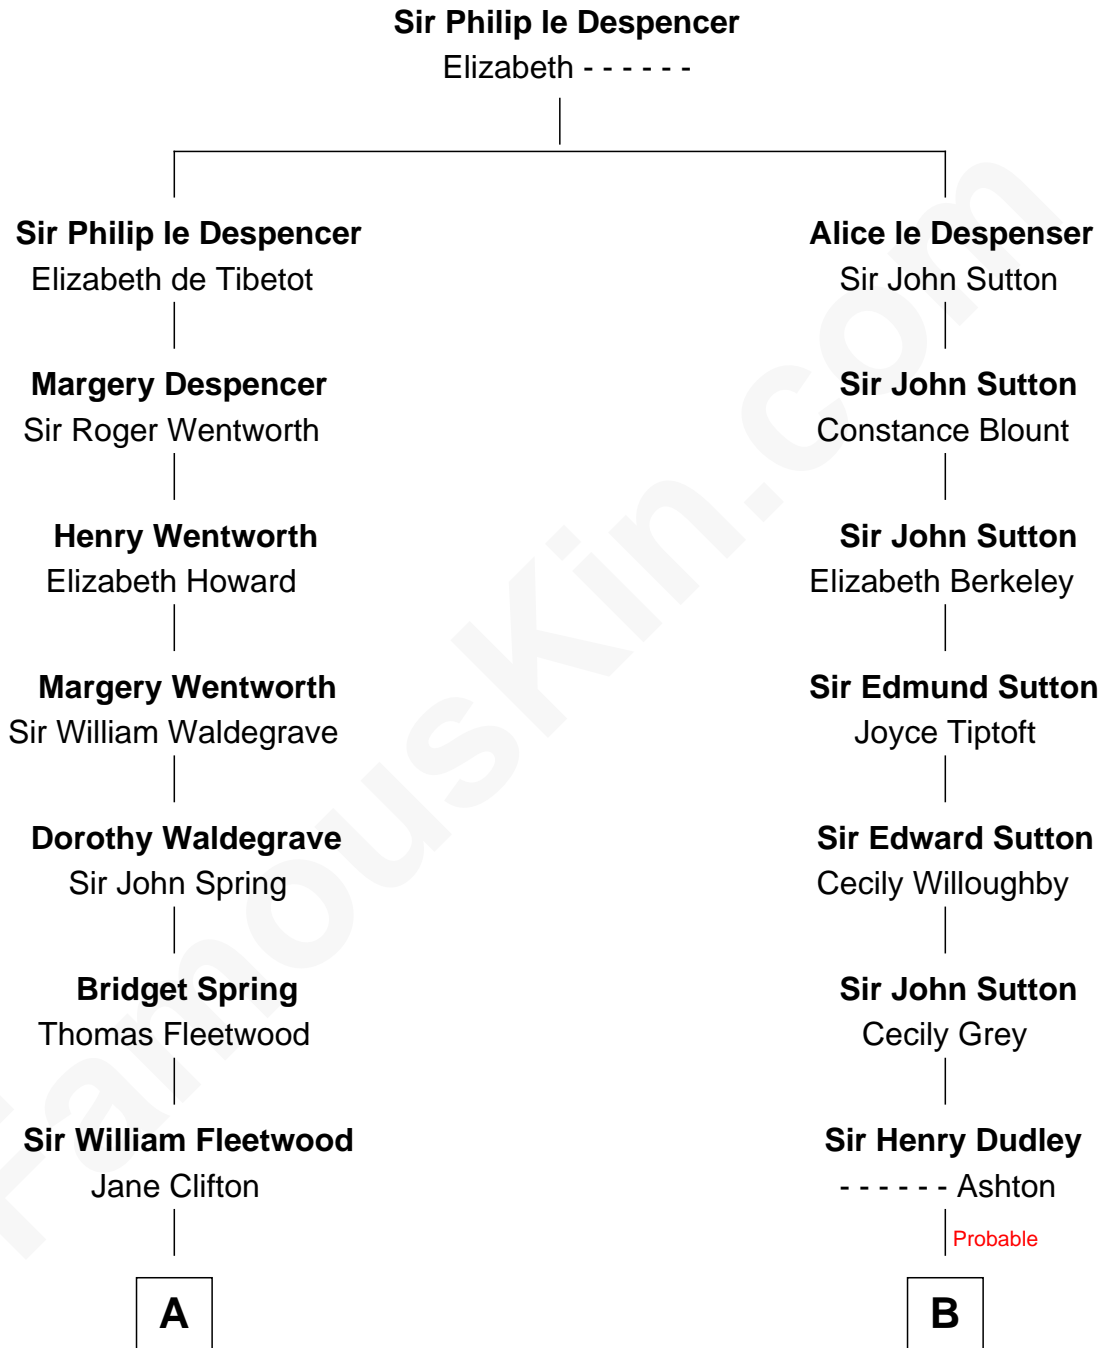 Sir Philip le Despencer
Elizabeth - - - - - -
Sir Philip le Despencer
Elizabeth de Tibetot
Margery Despencer
Sir Roger Wentworth
Henry Wentworth
Elizabeth Howard
Margery Wentworth
Sir William Waldegrave
Dorothy Waldegrave
Sir John Spring
Bridget Spring
Thomas Fleetwood
Sir William Fleetwood
Jane Clifton
A
Alice le Despenser
Sir John Sutton
Sir John Sutton
Constance Blount
Sir John Sutton
Elizabeth Berkeley
Sir Edmund Sutton
Joyce Tiptoft
Sir Edward Sutton
Cecily Willoughby
Sir John Sutton
Cecily Grey
Sir Henry Dudley
- - - - - - Ashton
Probable
B
FamousKin.com